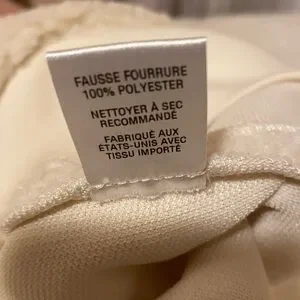 FAUSSE FOURRURE
100% POLYESTER
NETTOYER À SEC
RECOMMANDÉ
FABRIQUÉ AUX
ÉTATS-UNIS AVEC
TISSU IMPORTÉ